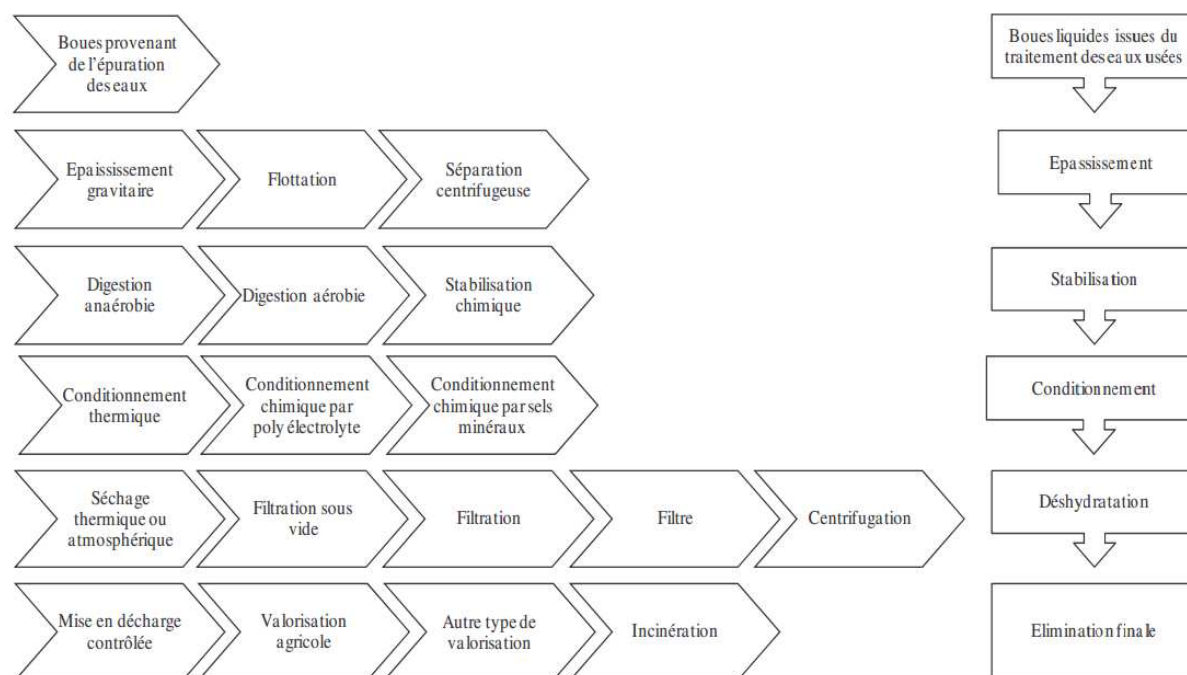 Boues provenant
de l'épuration
des eaux
Boues liquides issues du
traitement des eaux usées
Epaississement
gravitaire
Flottation
Séparation
centrifugeuse
Epassissement
Digestion
anaérobie
Digestion aérobie
Stabilisation
chimique
Stabilisation
Conditionnement
thermique
Conditionnement
chimique par
poly électrolyte
Conditionnement
chimique par sels
minéraux
Conditionnement
Séchage
thermique ou
atmosphérique
Filtration sous
vide
Filtration
Filtre
Centrifugation
Déshydratation
Mise en décharge
contrôlée
Valorisation
agricole
Autre type de
valorisation
Incinération
Elimination finale